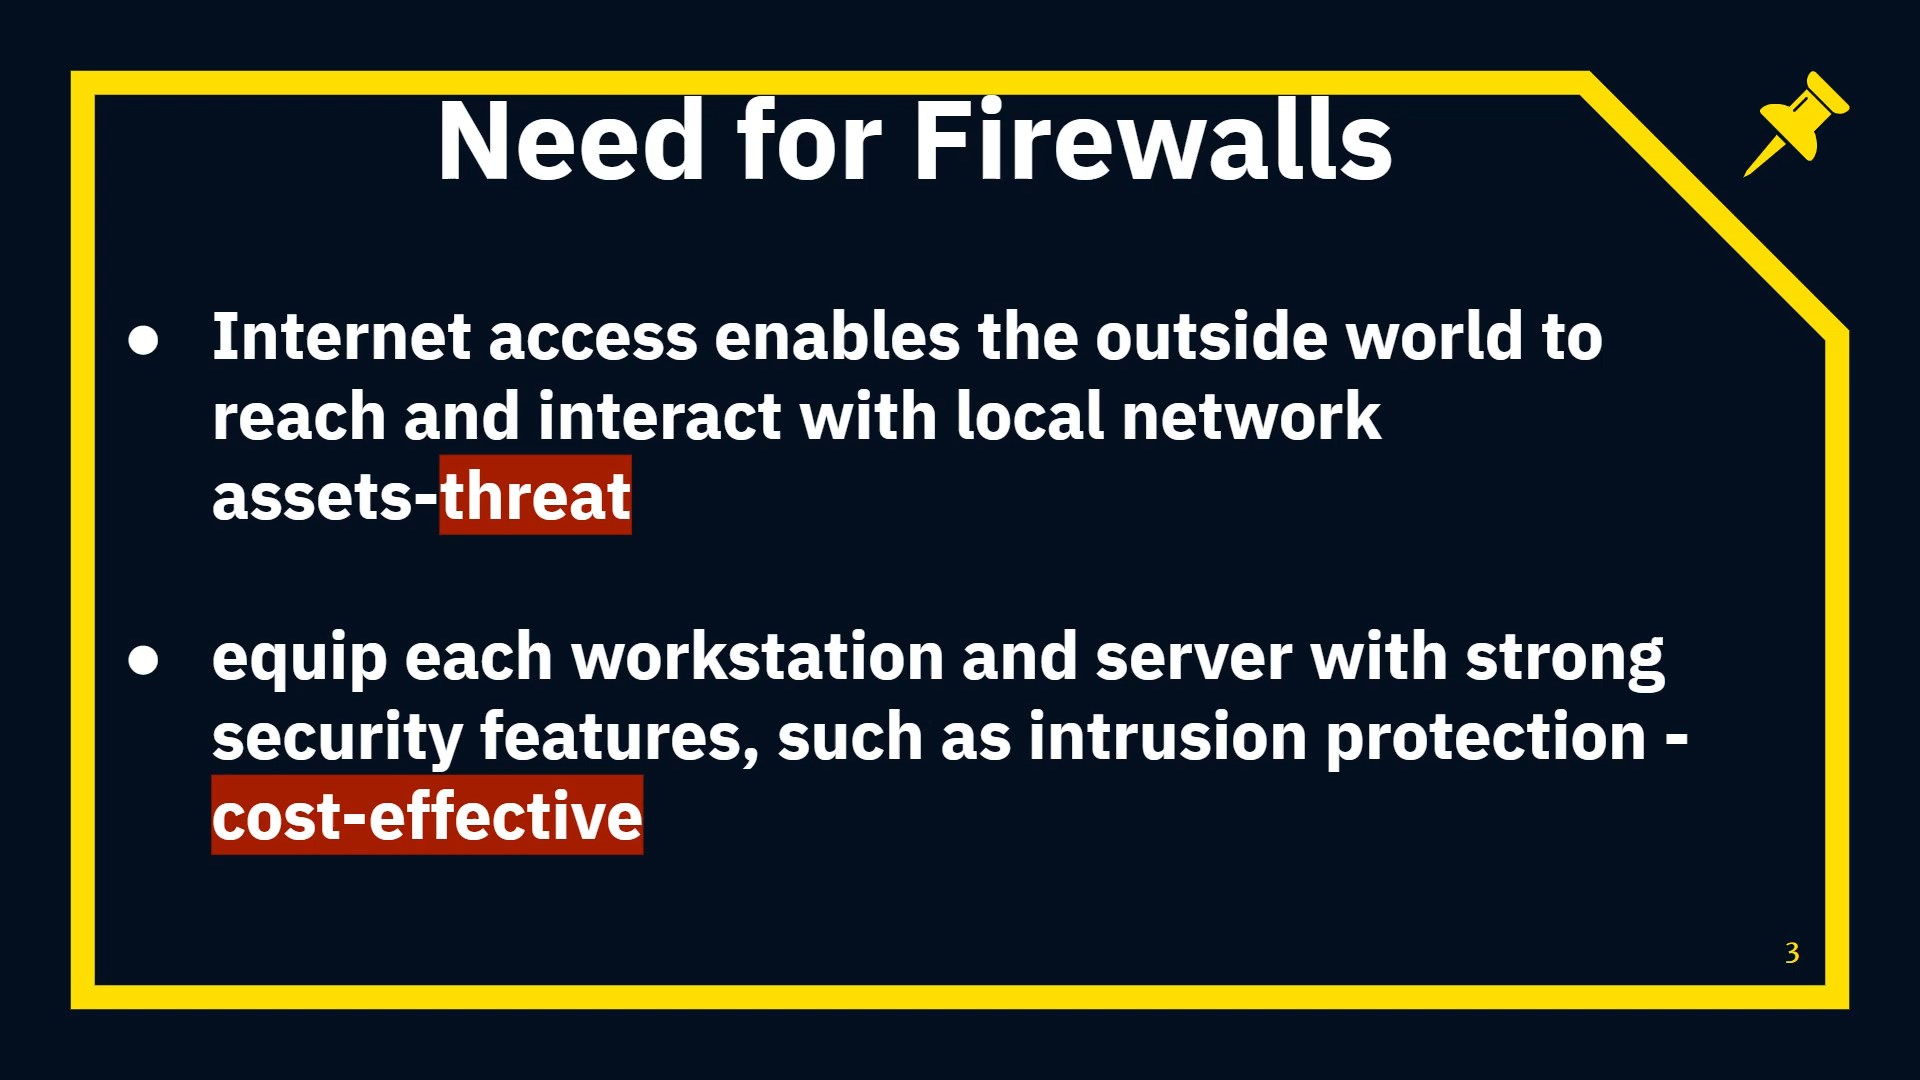 Need for Firewalls
● Internet access enables the outside world to
reach and interact with local network
assets-threat
● equip each workstation and server with strong
security features, such as intrusion protection -
cost-effective
3